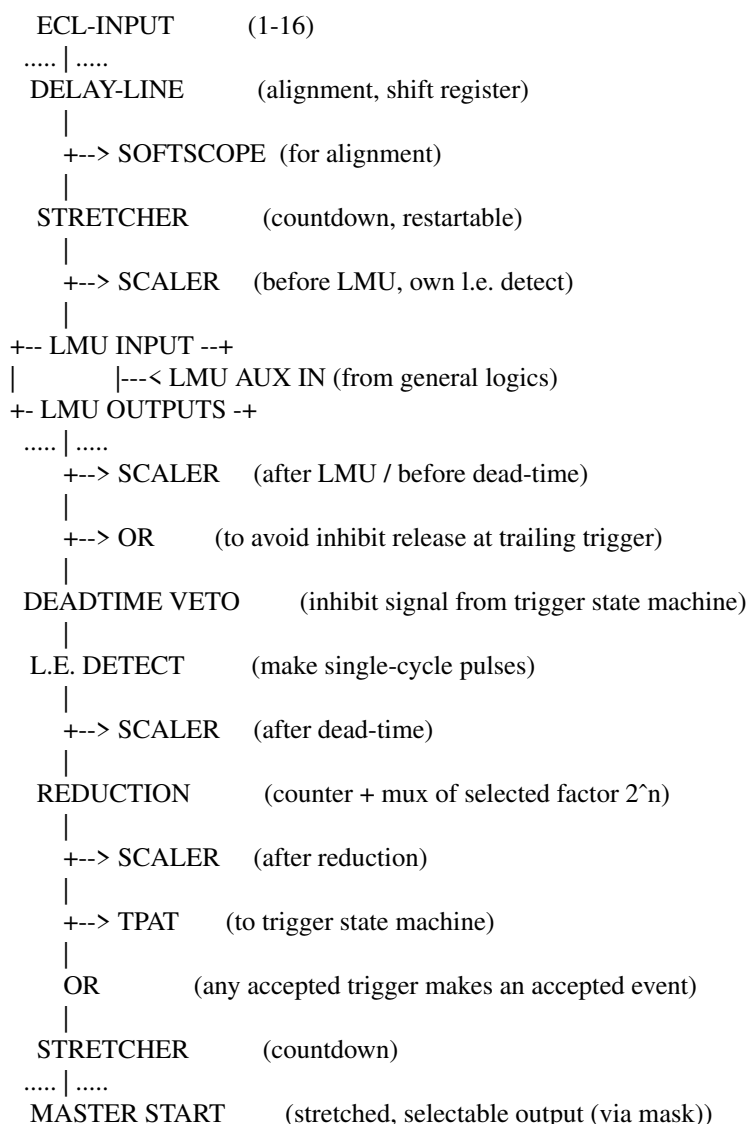 ECL-INPUT (1-16)
..... | .....
DELAY-LINE (alignment, shift register)
|
+--> SOFTSCOPE (for alignment)
|
STRETCHER (countdown, restartable)
|
+--> SCALER (before LMU, own l.e. detect)
|
+-- LMU INPUT --+
| |---< LMU AUX IN (from general logics)
+- LMU OUTPUTS -+
..... | .....
+--> SCALER (after LMU / before dead-time)
|
+--> OR (to avoid inhibit release at trailing trigger)
|
DEADTIME VETO (inhibit signal from trigger state machine)
|
L.E. DETECT (make single-cycle pulses)
|
+--> SCALER (after dead-time)
|
REDUCTION (counter + mux of selected factor 2^n)
|
+--> SCALER (after reduction)
|
+--> TPAT (to trigger state machine)
|
OR (any accepted trigger makes an accepted event)
|
STRETCHER (countdown)
..... | .....
MASTER START (stretched, selectable output (via mask))